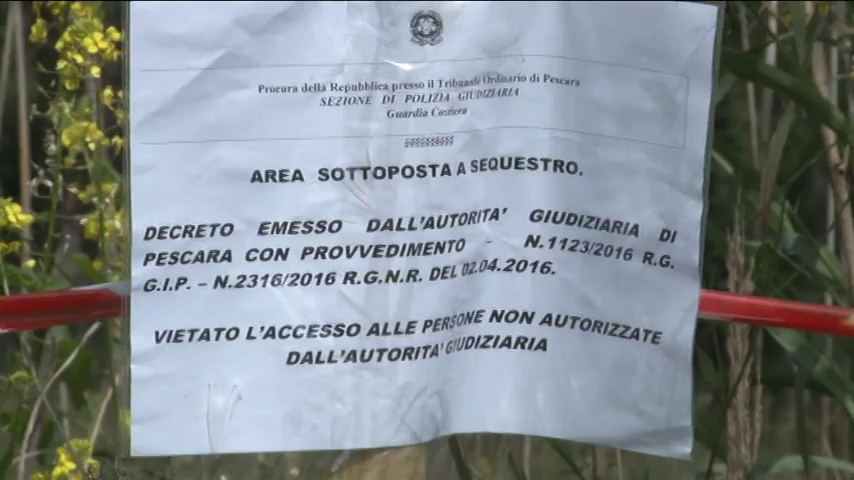 Procura della Repubblica presso il Tribunale Ordinario di Pescara
SEZIONE DI POLIZIA GIUDIZIARIA
Guardia Costiera
AREA SOTTOPOSTA A SEQUESTRO.
DECRETO EMESSO DALL'AUTORITA' GIUDIZIARIA DI
PESCARA CON PROVVEDIMENTO - N.1123/2016 R.G.
G.I.P. – N.2316/2016 R.G.N.R. DEL 02.04.2016.
VIETATO L'ACCESSO ALLE PERSONE NON AUTORIZZATE
DALL'AUTORITA' GIUDIZIARIA